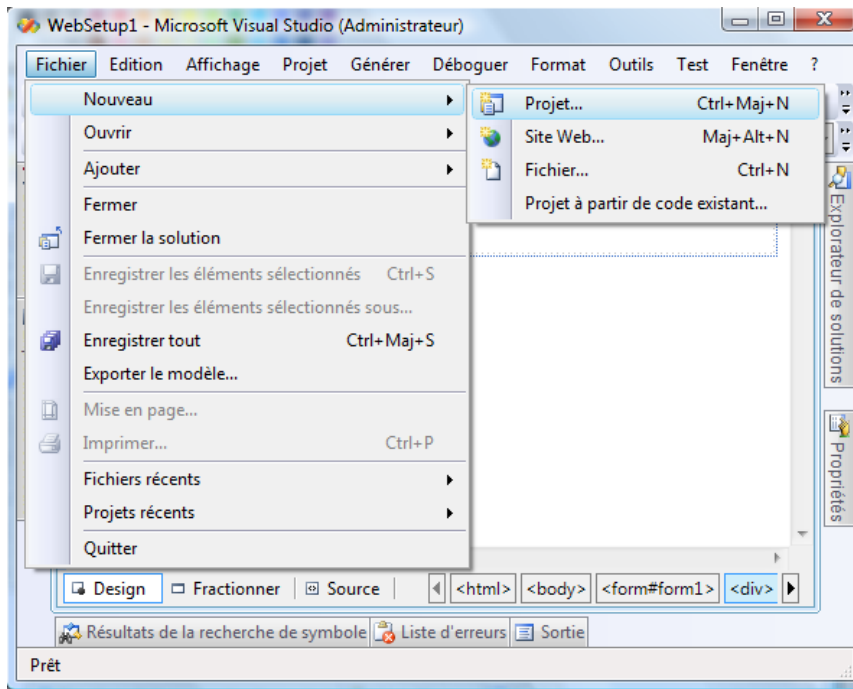 WebSetup1 - Microsoft Visual Studio (Administrateur)
Fichier Edition Affichage Projet Générer Déboguer Format Outils Test Fenêtre ?
Nouveau
Ouvrir
Ajouter
Fermer
Fermer la solution
Enregistrer les éléments sélectionnés Ctrl+S
Enregistrer les éléments sélectionnés sous...
Enregistrer tout Ctrl+Maj+S
Exporter le modèle...
Mise en page...
Imprimer... Ctrl+P
Fichiers récents
Projets récents
Quitter
Projet... Ctrl+Maj+N
Site Web... Maj+Alt+N
Fichier... Ctrl+N
Projet à partir de code existant...
Explorateur de solutions
Propriétés
Design Fractionner Source <html> <body> <form#form1> <div>
Résultats de la recherche de symbole Liste d'erreurs Sortie
Prêt